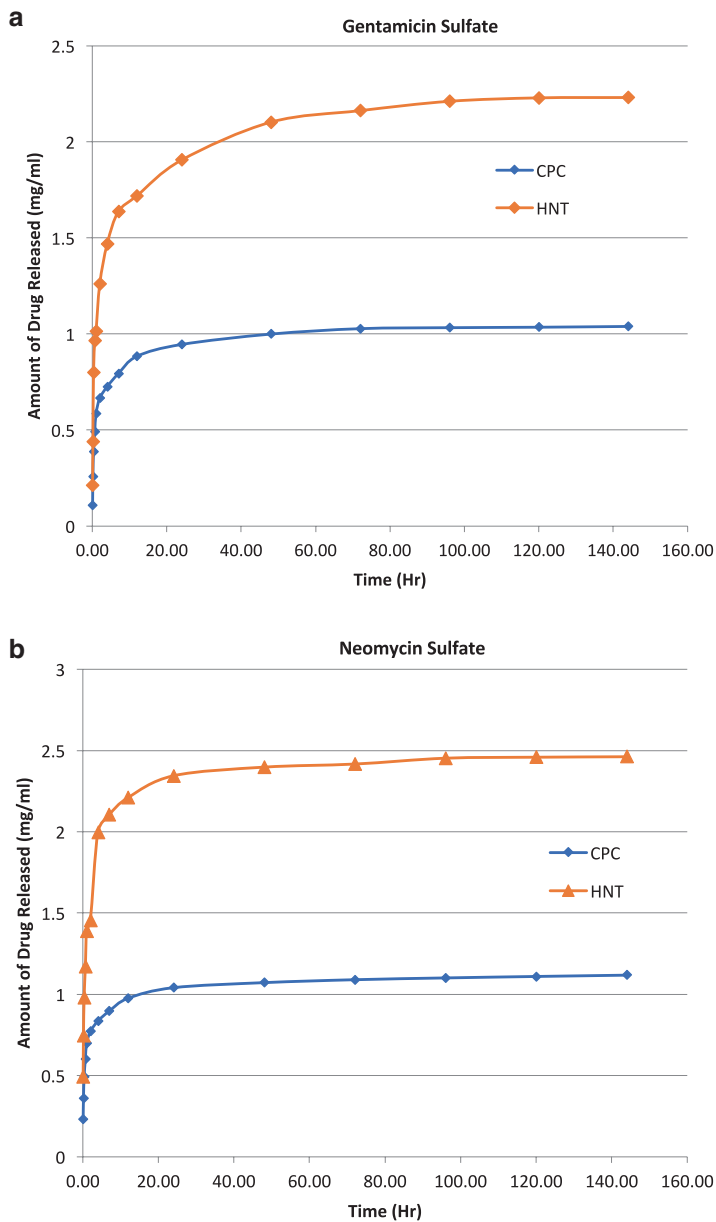 a
Gentamicin Sulfate
2.5
2
1.5
1
0.5
0
Amount of Drug Released (mg/ml)
CPC
HNT
0.00 20.00 40.00 60.00 80.00 100.00 120.00 140.00 160.00
Time (Hr)
b
Neomycin Sulfate
3
2.5
2
1.5
1
0.5
0
Amount of Drug Released (mg/ml)
CPC
HNT
0.00 20.00 40.00 60.00 80.00 100.00 120.00 140.00 160.00
Time (Hr)